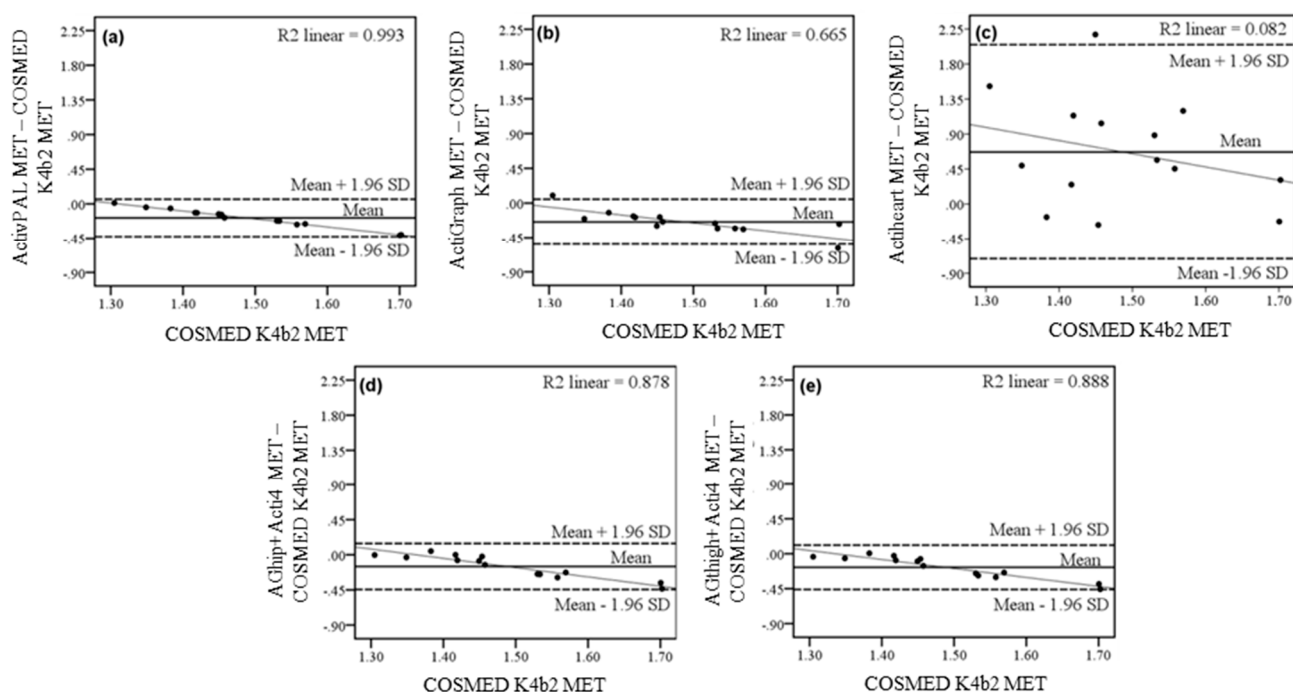 (a)
R2 linear = 0.993
2.25
1.80
1.35
.90
.45
.00
-.45
-.90
ActivPAL MET – COSMED
K4b2 MET
Mean + 1.96 SD
Mean
Mean - 1.96 SD
1.30 1.40 1.50 1.60 1.70
COSMED K4b2 MET
(b)
R2 linear = 0.665
2.25
1.80
1.35
.90
.45
.00
-.45
-.90
ActiGraph MET – COSMED
K4b2 MET
Mean + 1.96 SD
Mean
Mean - 1.96 SD
1.30 1.40 1.50 1.60 1.70
COSMED K4b2 MET
(c)
R2 linear = 0.082
2.25
1.80
1.35
.90
.45
.00
-.45
-.90
Actiheart MET – COSMED
K4b2 MET
Mean + 1.96 SD
Mean
Mean -1.96 SD
1.30 1.40 1.50 1.60 1.70
COSMED K4b2 MET
(d)
R2 linear = 0.878
2.25
1.80
1.35
.90
.45
.00
-.45
-.90
AGhip+Acti4 MET –
COSMED K4b2 MET
Mean + 1.96 SD
Mean
Mean - 1.96 SD
1.30 1.40 1.50 1.60 1.70
COSMED K4b2 MET
(e)
R2 linear = 0.888
2.25
1.80
1.35
.90
.45
.00
-.45
-.90
AGthigh+Acti4 MET –
COSMED K4b2 MET
Mean + 1.96 SD
Mean
Mean - 1.96 SD
1.30 1.40 1.50 1.60 1.70
COSMED K4b2 MET